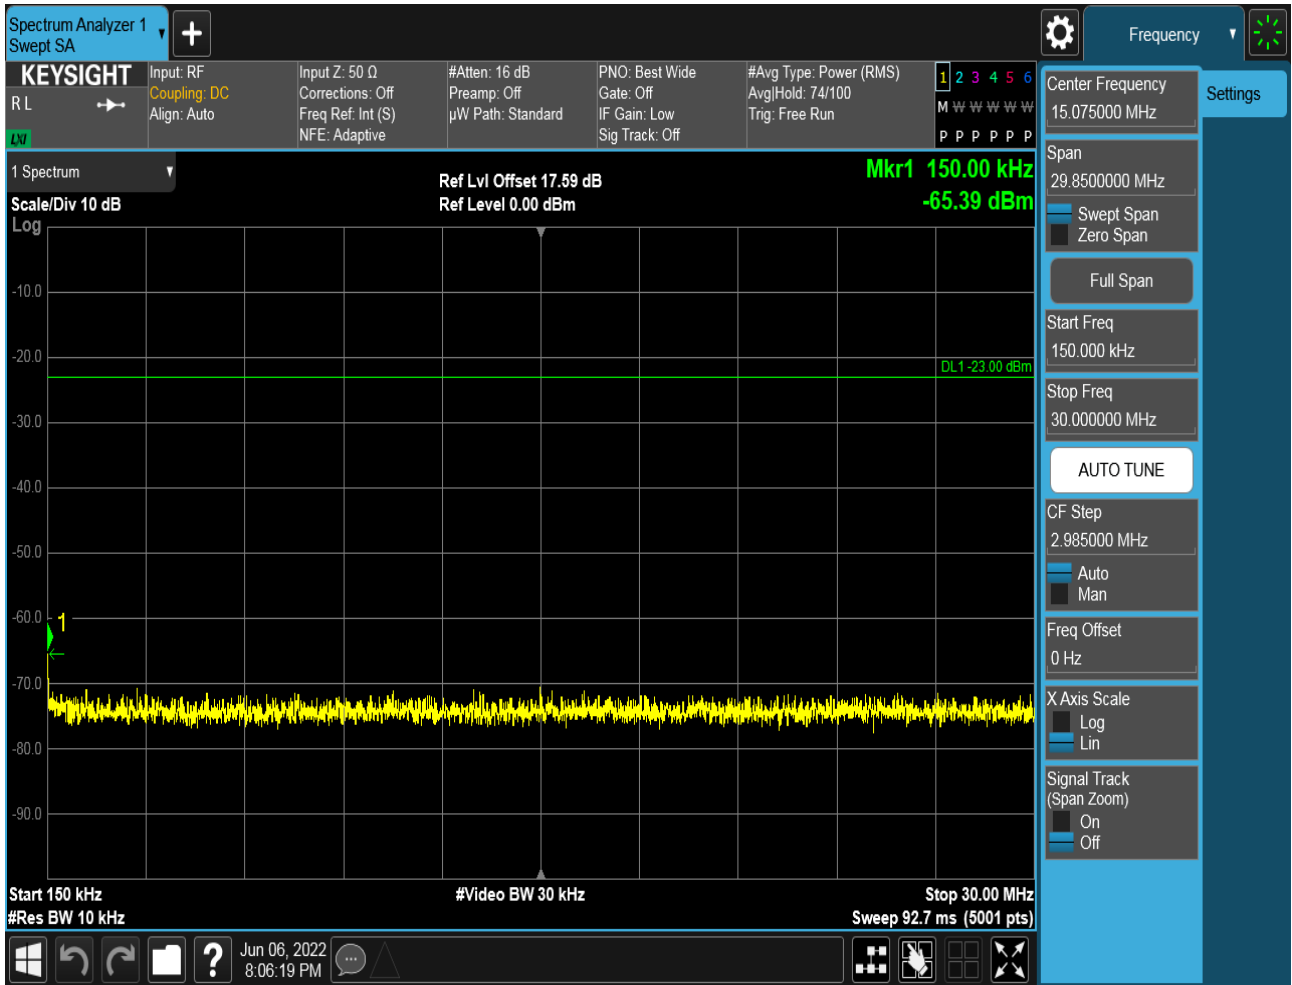 Spectrum Analyzer 1
Swept SA
Frequency
KEYSIGHT
R L
LXI
Input: RF
Coupling: DC
Align: Auto
Input Z: 50 Ω
Corrections: Off
Freq Ref: Int (S)
NFE: Adaptive
#Atten: 16 dB
Preamp: Off
µW Path: Standard
PNO: Best Wide
Gate: Off
IF Gain: Low
Sig Track: Off
#Avg Type: Power (RMS)
Avg|Hold: 74/100
Trig: Free Run
1 2 3 4 5 6
M W W W W W
P P P P P P
1 Spectrum
Scale/Div 10 dB
Log
Ref Lvl Offset 17.59 dB
Ref Level 0.00 dBm
Mkr1 150.00 kHz
-65.39 dBm
-10.0
-20.0
DL1 -23.00 dBm
-30.0
-40.0
-50.0
-60.0
1
-70.0
-80.0
-90.0
Start 150 kHz
#Res BW 10 kHz
#Video BW 30 kHz
Stop 30.00 MHz
Sweep 92.7 ms (5001 pts)
Jun 06, 2022
8:06:19 PM
?
Center Frequency
15.075000 MHz
Settings
Span
29.8500000 MHz
Swept Span
Zero Span
Full Span
Start Freq
150.000 kHz
Stop Freq
30.000000 MHz
AUTO TUNE
CF Step
2.985000 MHz
Auto
Man
Freq Offset
0 Hz
X Axis Scale
Log
Lin
Signal Track
(Span Zoom)
On
Off